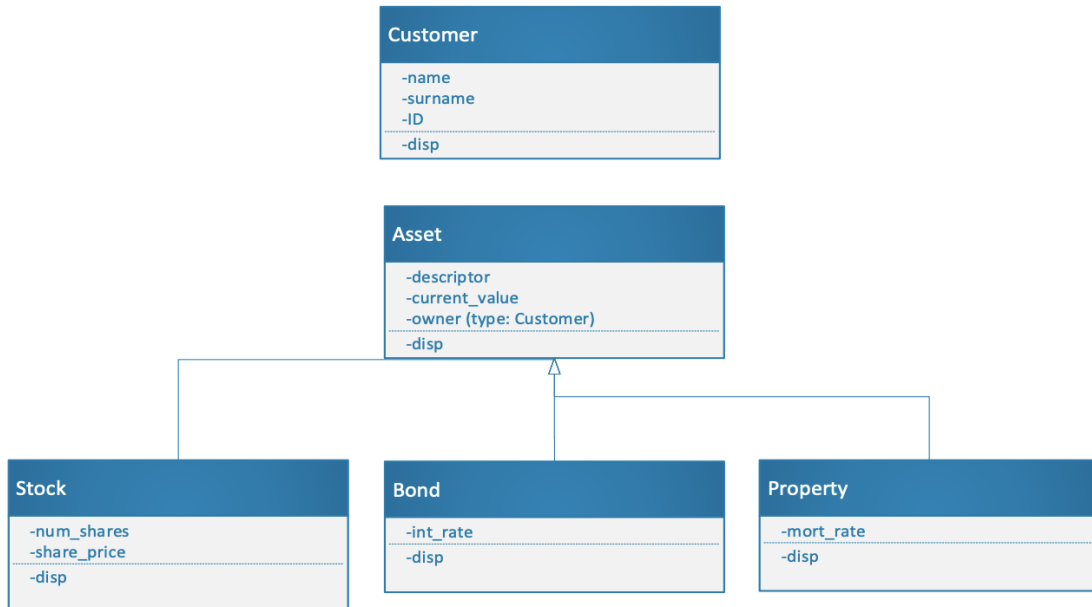 Customer
-name
-surname
-ID
-disp
Asset
-descriptor
-current_value
-owner (type: Customer)
-disp
Stock
-num_shares
-share_price
-disp
Bond
-int_rate
-disp
Property
-mort_rate
-disp